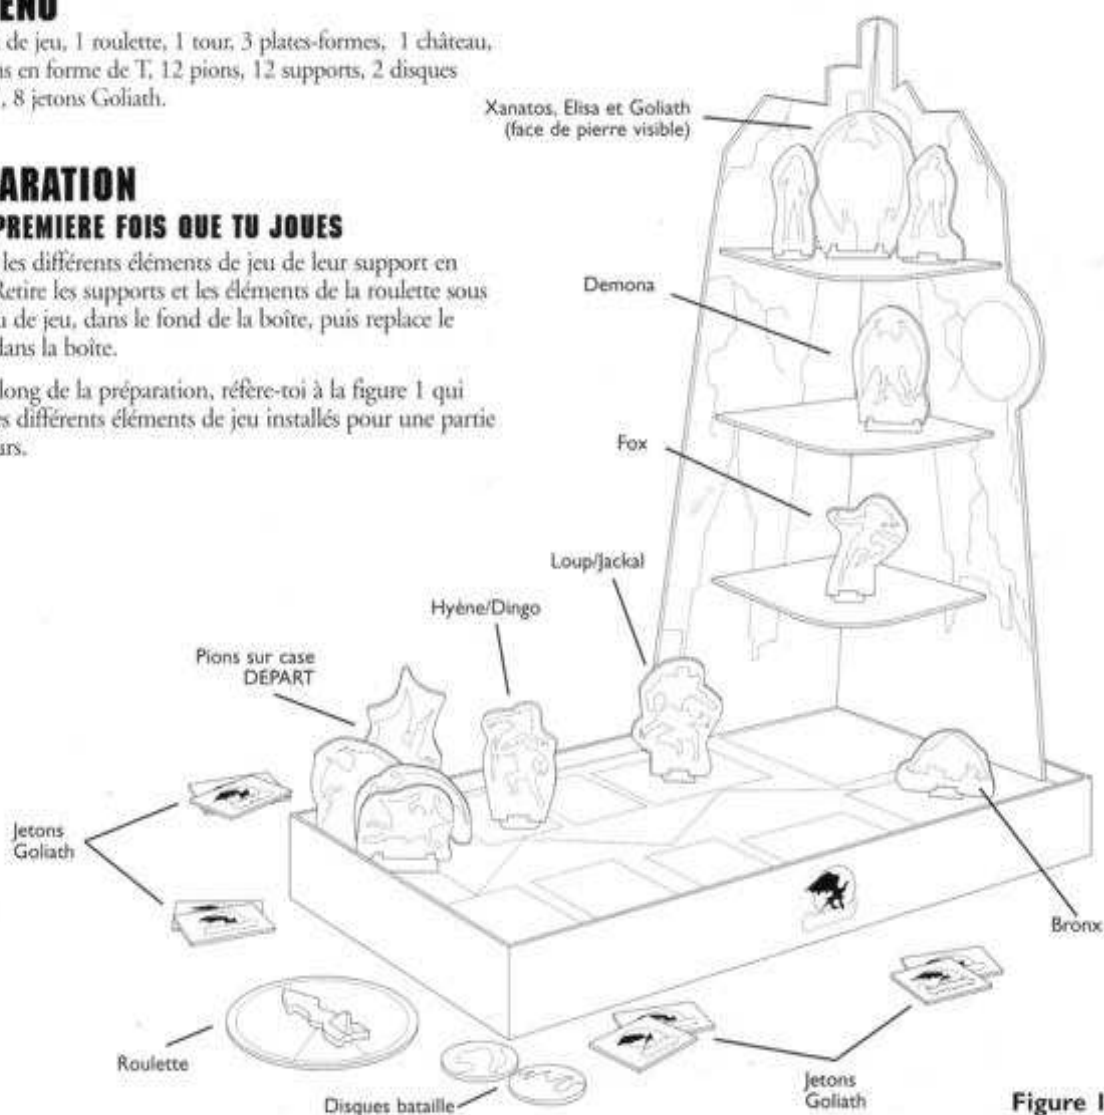 ENU
de jeu, 1 roulette, 1 tour, 3 plates-formes, 1 château,
en forme de T, 12 pions, 12 supports, 2 disques
, 8 jetons Goliath.
ARATION
PREMIERE FOIS QUE TU JOUES
les différents éléments de jeu de leur support en
Retire les supports et les éléments de la roulette sous
de jeu, dans le fond de la boîte, puis replace le
dans la boîte.
long de la préparation, réfère-toi à la figure 1 qui
es différents éléments de jeu installés pour une partie
Xanatos, Elisa et Goliath
(face de pierre visible)
Demona
Fox
Loup/Jackal
Hyène/Dingo
Pions sur case
DÉPART
Jetons
Goliath
Bronx
Roulette
Disques bataille
Jetons
Goliath
Figure 1